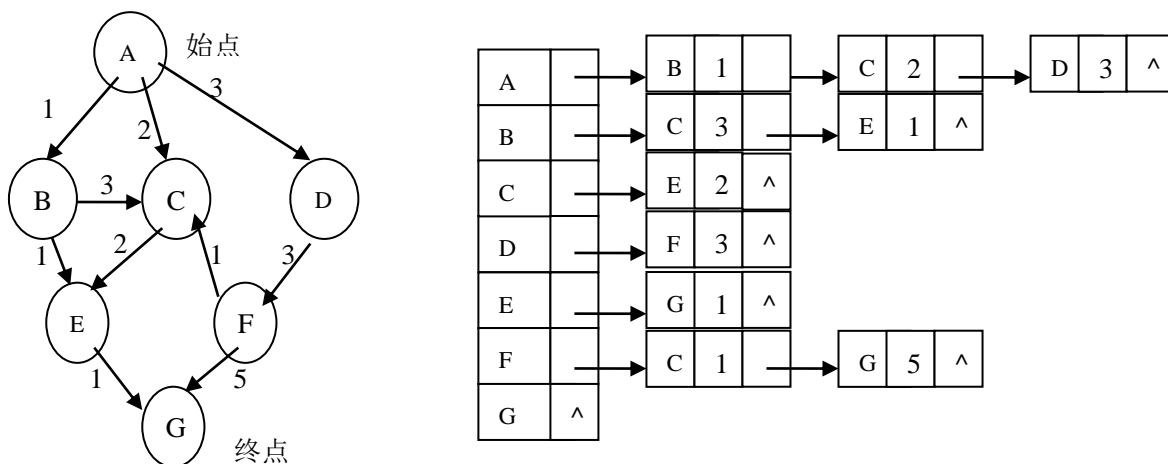 A 始点
3
1
2
B 3 C D
1 2 1 3
E F
1 5
G
终点
A B 1 C 2 D 3 ^
B C 3 E 1 ^
C E 2 ^
D F 3 ^
E G 1 ^
F C 1 G 5 ^
G ^